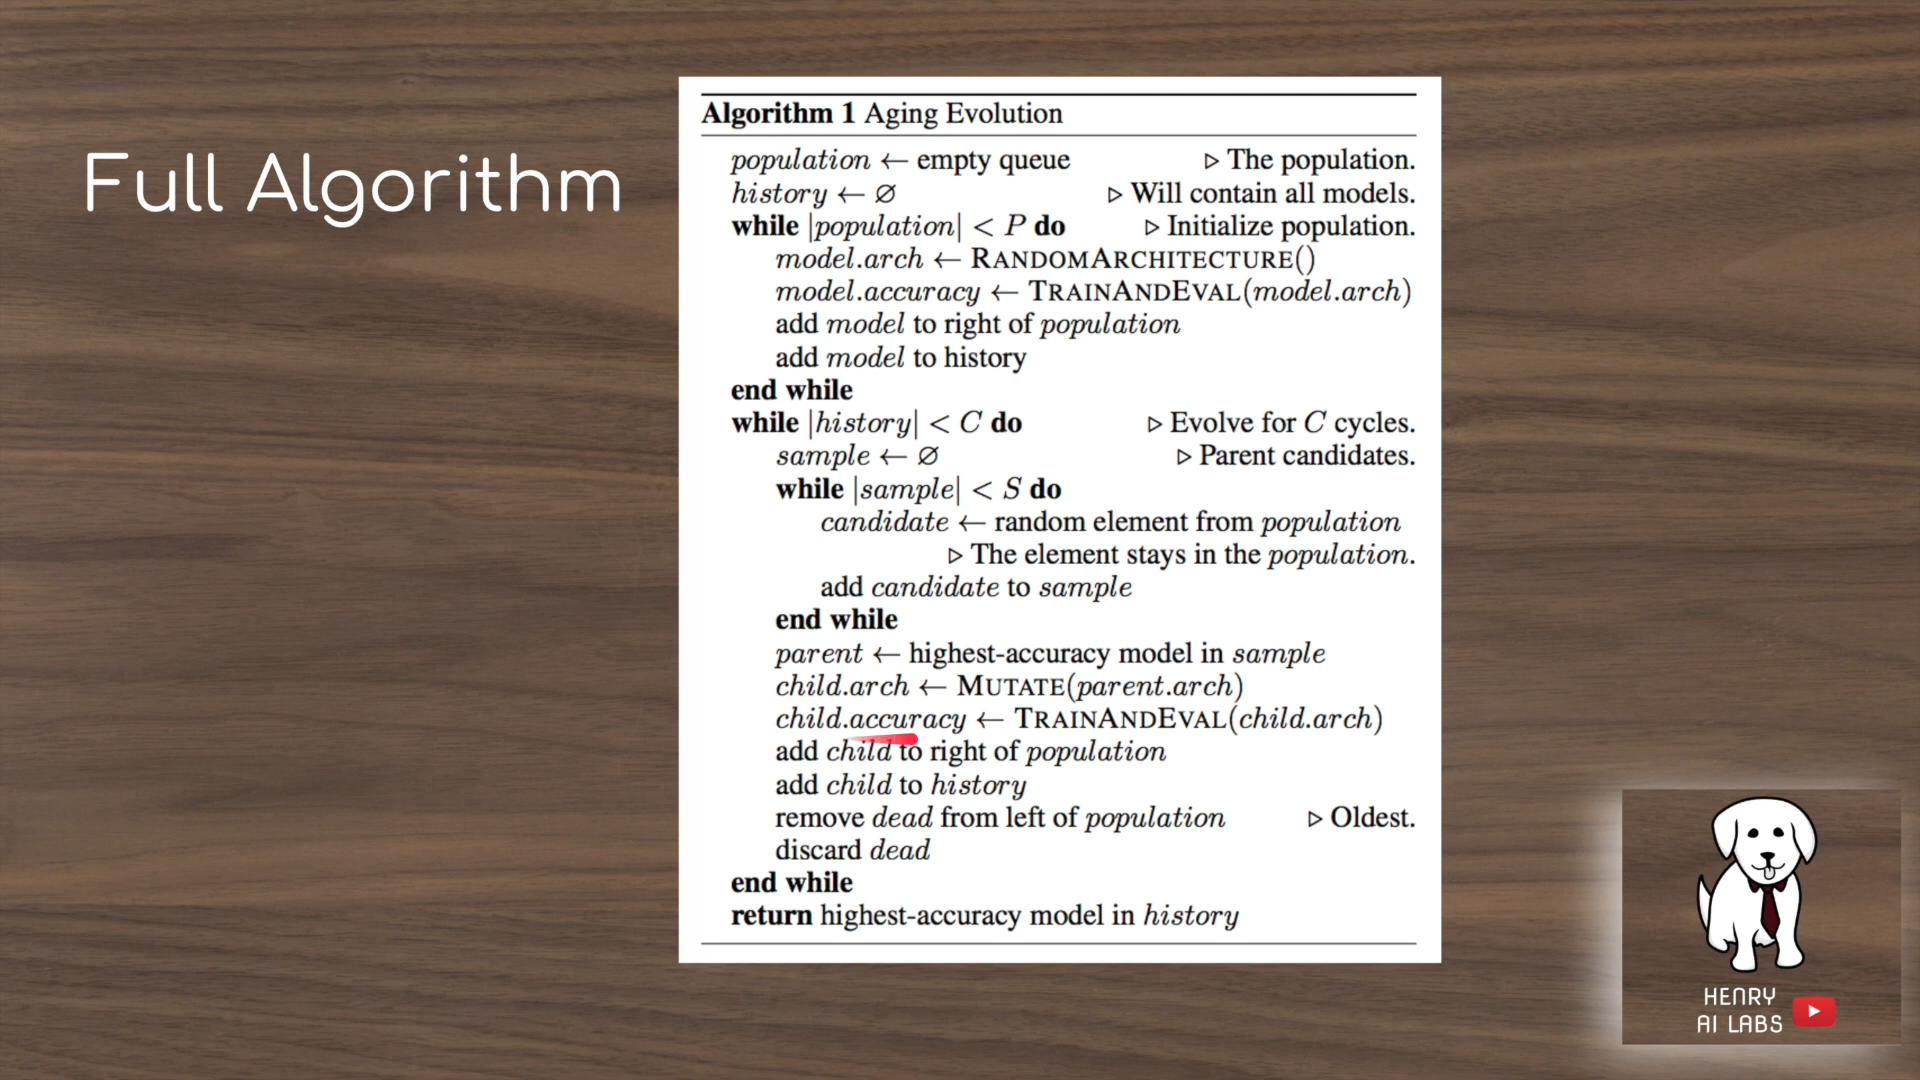 Full Algorithm
Algorithm 1 Aging Evolution
population ← empty queue ▷ The population.
history ← ∅ ▷ Will contain all models.
while |population| < P do ▷ Initialize population.
model.arch ← RANDOMARCHITECTURE()
model.accuracy ← TRAINANDEVAL(model.arch)
add model to right of population
add model to history
end while
while |history| < C do ▷ Evolve for C cycles.
sample ← ∅ ▷ Parent candidates.
while |sample| < S do
candidate ← random element from population
▷ The element stays in the population.
add candidate to sample
end while
parent ← highest-accuracy model in sample
child.arch ← MUTATE(parent.arch)
child.accuracy ← TRAINANDEVAL(child.arch)
add child to right of population
add child to history
remove dead from left of population ▷ Oldest.
discard dead
end while
return highest-accuracy model in history
HENRY
AI LABS